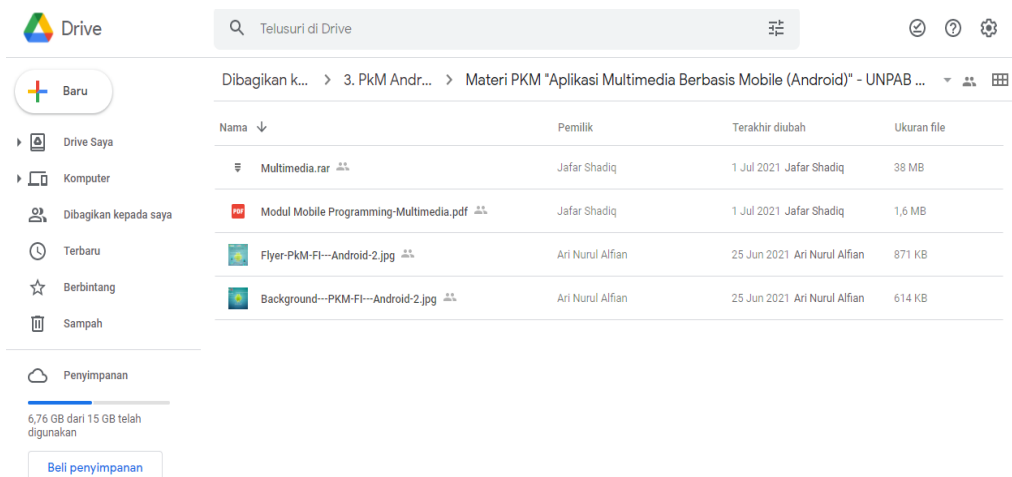 Drive
Telusuri di Drive
Baru
Dibagikan k... > 3. PkM Andr... > Materi PKM "Aplikasi Multimedia Berbasis Mobile (Android)" - UNPAB ...
Drive Saya
Komputer
Dibagikan kepada saya
Terbaru
Berbintang
Sampah
Penyimpanan
6,76 GB dari 15 GB telah
digunakan
Beli penyimpanan
Nama Pemilik Terakhir diubah Ukuran file
Multimedia.rar Jafar Shadiq 1 Jul 2021 Jafar Shadiq 38 MB
PDF Modul Mobile Programming-Multimedia.pdf Jafar Shadiq 1 Jul 2021 Jafar Shadiq 1,6 MB
Flyer-PkM-FI---Android-2.jpg Ari Nurul Alfian 25 Jun 2021 Ari Nurul Alfian 871 KB
Background---PKM-FI---Android-2.jpg Ari Nurul Alfian 25 Jun 2021 Ari Nurul Alfian 614 KB